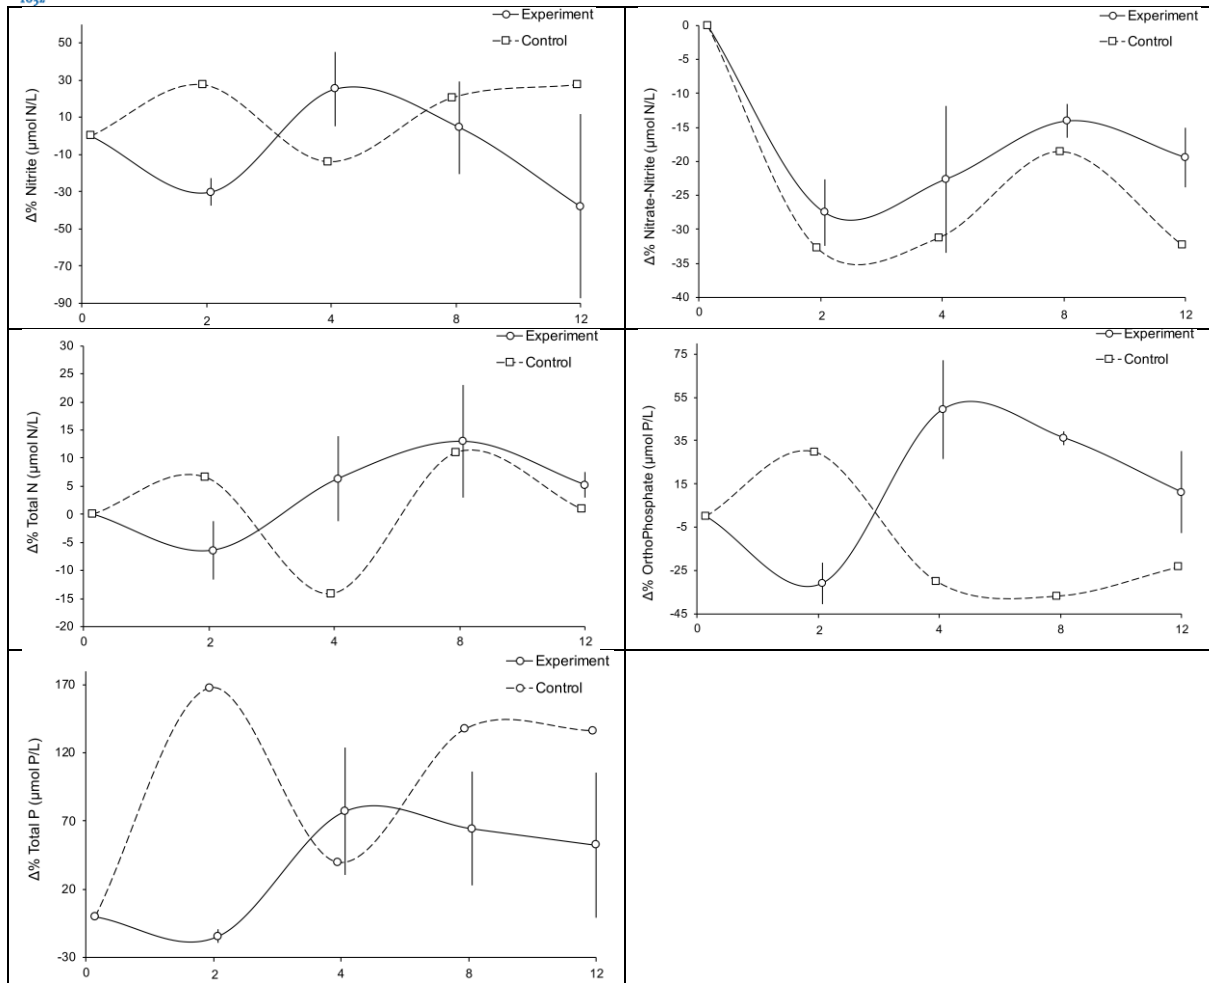 Experiment
Control
Δ% Nitrite (µmol N/L)
50
30
10
-10
-30
-50
-70
-90
0 2 4 8 12
Experiment
Control
Δ% Nitrate-Nitrite (µmol N/L)
0
-5
-10
-15
-20
-25
-30
-35
-40
0 2 4 8 12
Experiment
Control
Δ% Total N (µmol N/L)
30
25
20
15
10
5
0
-5
-10
-15
-20
0 2 4 8 12
Experiment
Control
Δ% OrthoPhosphate (µmol P/L)
75
55
35
15
-5
-25
-45
0 2 4 8 12
Experiment
Control
Δ% Total P (µmol P/L)
170
120
70
20
-30
0 2 4 8 12